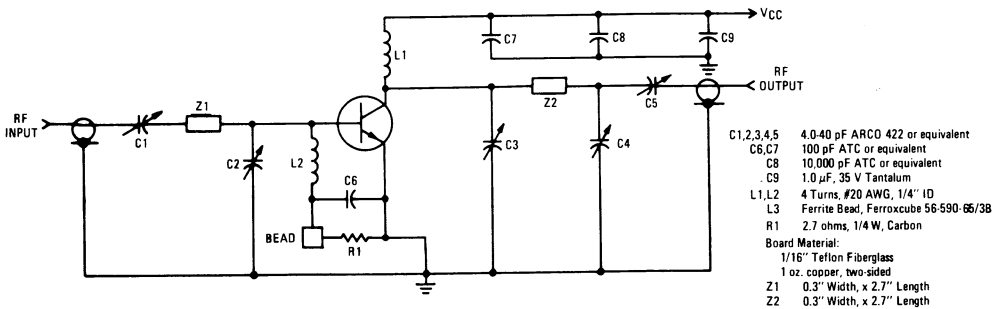 VCC
C7
C8
C9
L1
RF
OUTPUT
Z1
Z2
C5
RF
INPUT
C1
C2
L2
C3
C4
C6
BEAD
R1
C1,2,3,4,5 4.0-40 pF ARCO 422 or equivalent
C6,C7 100 pF ATC or equivalent
C8 10,000 pF ATC or equivalent
. C9 1.0 μF, 35 V Tantalum
L1,L2 4 Turns, #20 AWG, 1/4" ID
L3 Ferrite Bead, Ferroxcube 56-590-65/3B
R1 2.7 ohms, 1/4 W, Carbon
Board Material:
1/16" Teflon Fiberglass
1 oz. copper, two-sided
Z1 0.3" Width, x 2.7" Length
Z2 0.3" Width, x 2.7" Length